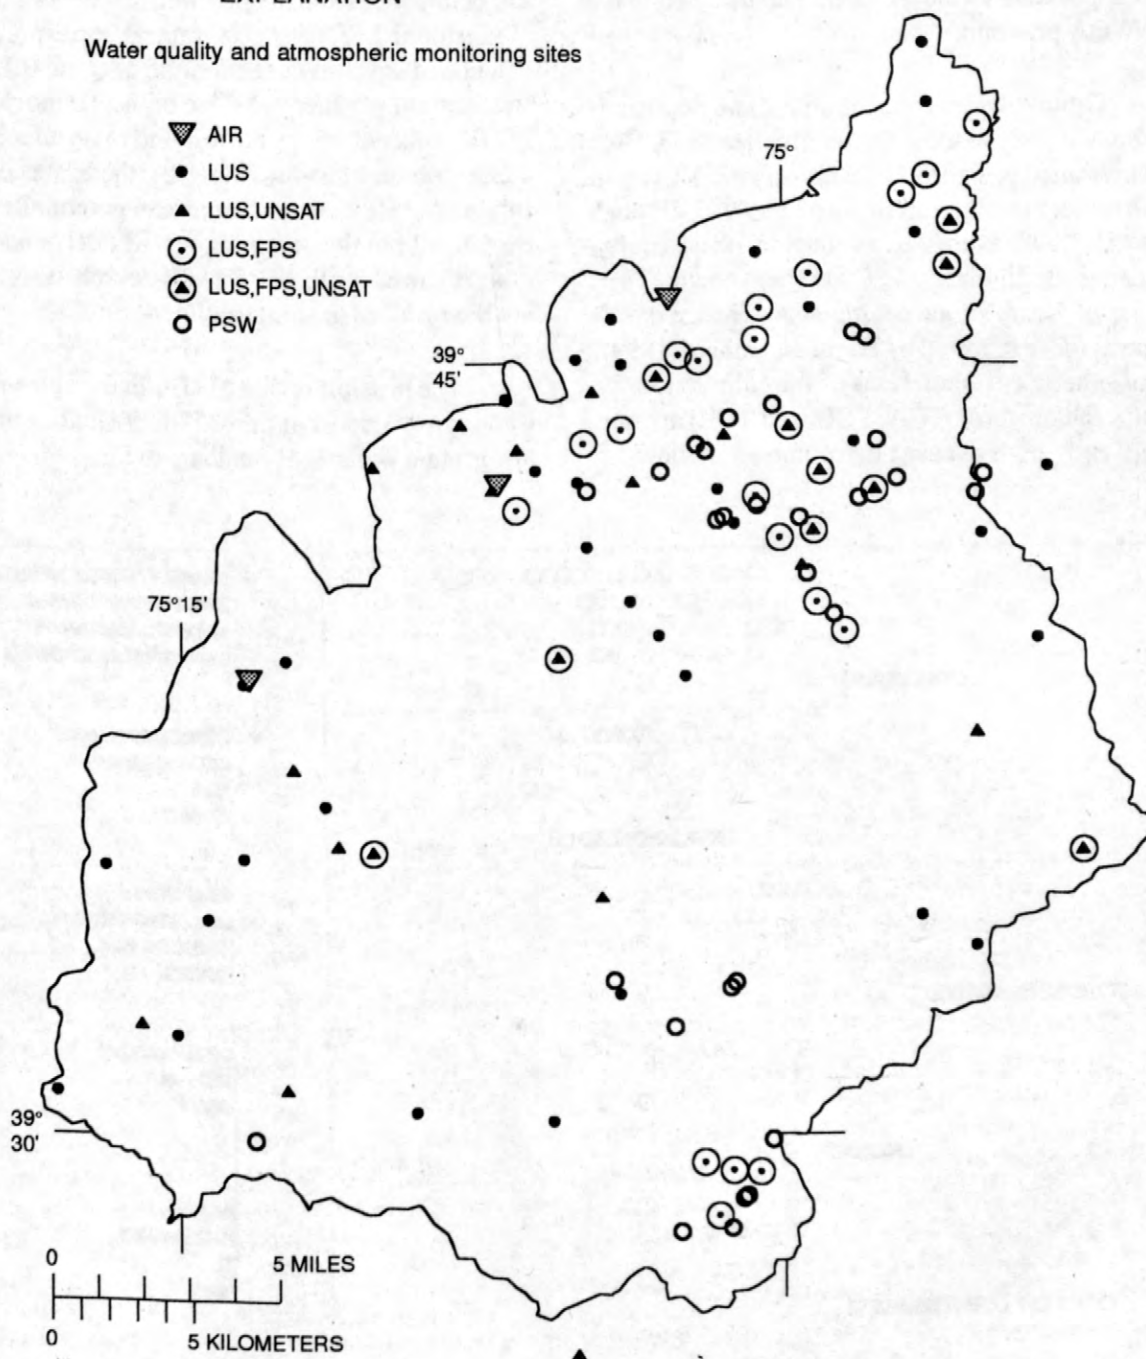 EXPLANATION
Water quality and atmospheric monitoring sites
AIR
LUS
LUS,UNSAT
LUS,FPS
LUS,FPS,UNSAT
PSW
75°
39°
45'
75°15'
39°
30'
0
5 MILES
0
5 KILOMETERS